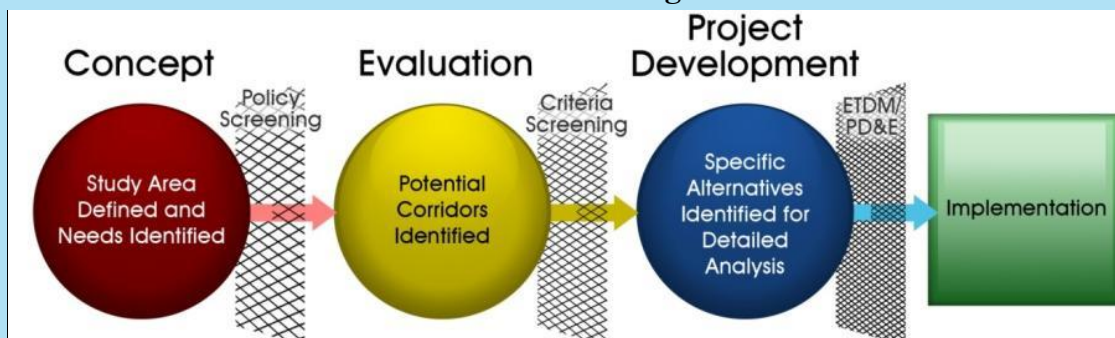 Concept
Study Area
Defined and
Needs Identified
Policy
Screening
Evaluation
Potential
Corridors
Identified
Criteria
Screening
Project
Development
Specific
Alternatives
Identified for
Detailed
Analysis
ETDM/
PD&E
Implementation